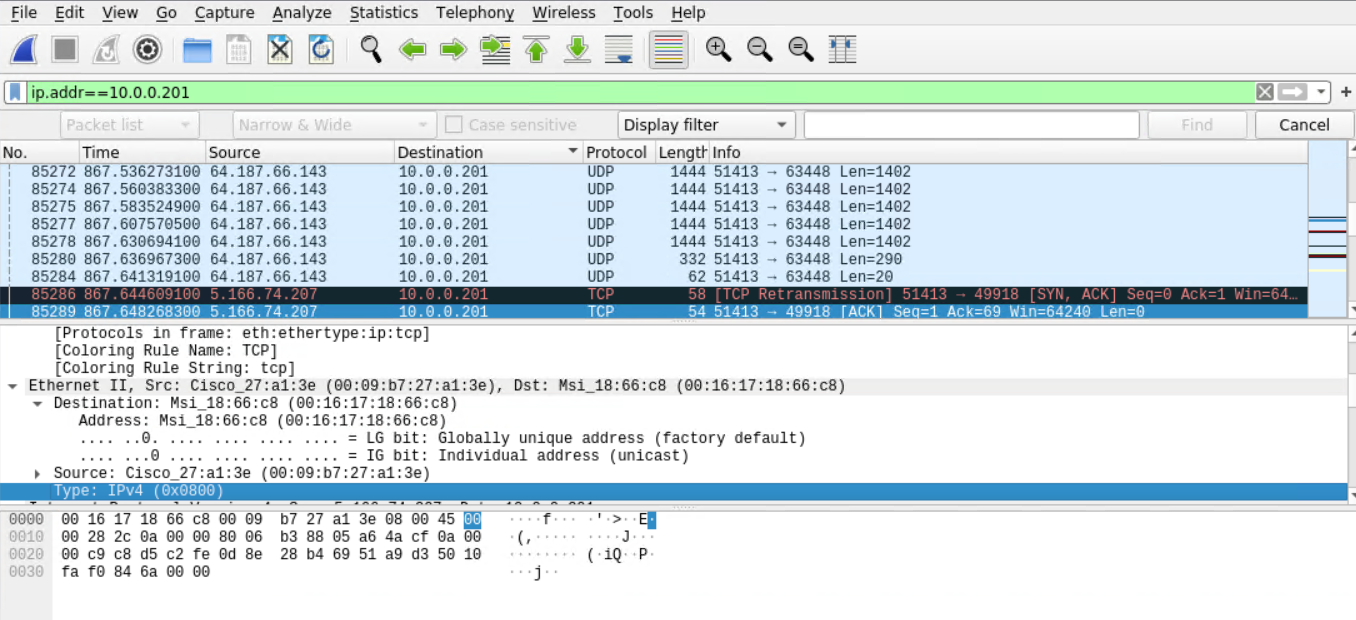 File Edit View Go Capture Analyze Statistics Telephony Wireless Tools Help
ip.addr==10.0.0.201
Packet list Narrow & Wide Case sensitive Display filter Find Cancel
No. Time Source Destination Protocol Length Info
85272 867.536273100 64.187.66.143 10.0.0.201 UDP 1444 51413 → 63448 Len=1402
85274 867.560383300 64.187.66.143 10.0.0.201 UDP 1444 51413 → 63448 Len=1402
85275 867.583524900 64.187.66.143 10.0.0.201 UDP 1444 51413 → 63448 Len=1402
85277 867.607570500 64.187.66.143 10.0.0.201 UDP 1444 51413 → 63448 Len=1402
85278 867.630694100 64.187.66.143 10.0.0.201 UDP 1444 51413 → 63448 Len=1402
85280 867.636967300 64.187.66.143 10.0.0.201 UDP 332 51413 → 63448 Len=290
85284 867.641319100 64.187.66.143 10.0.0.201 UDP 62 51413 → 63448 Len=20
85286 867.644609100 5.166.74.207 10.0.0.201 TCP 58 [TCP Retransmission] 51413 → 49918 [SYN, ACK] Seq=0 Ack=1 Win=64…
85289 867.648268300 5.166.74.207 10.0.0.201 TCP 54 51413 → 49918 [ACK] Seq=1 Ack=69 Win=64240 Len=0
[Protocols in frame: eth:ethertype:ip:tcp]
[Coloring Rule Name: TCP]
[Coloring Rule String: tcp]
Ethernet II, Src: Cisco_27:a1:3e (00:09:b7:27:a1:3e), Dst: Msi_18:66:c8 (00:16:17:18:66:c8)
Destination: Msi_18:66:c8 (00:16:17:18:66:c8)
Address: Msi_18:66:c8 (00:16:17:18:66:c8)
.... ..0. .... .... .... .... = LG bit: Globally unique address (factory default)
.... ...0 .... .... .... .... = IG bit: Individual address (unicast)
Source: Cisco_27:a1:3e (00:09:b7:27:a1:3e)
Type: IPv4 (0x0800)
0000 00 16 17 18 66 c8 00 09 b7 27 a1 3e 08 00 45 00 ····f··· ·'·>··E·
0010 00 28 2c 0a 00 00 80 06 b3 88 05 a6 4a cf 0a 00 ·(,····· ····J···
0020 00 c9 c8 d5 c2 fe 0d 8e 28 b4 69 51 a9 d3 50 10 ········ (·iQ··P·
0030 fa f0 84 6a 00 00 ···j··